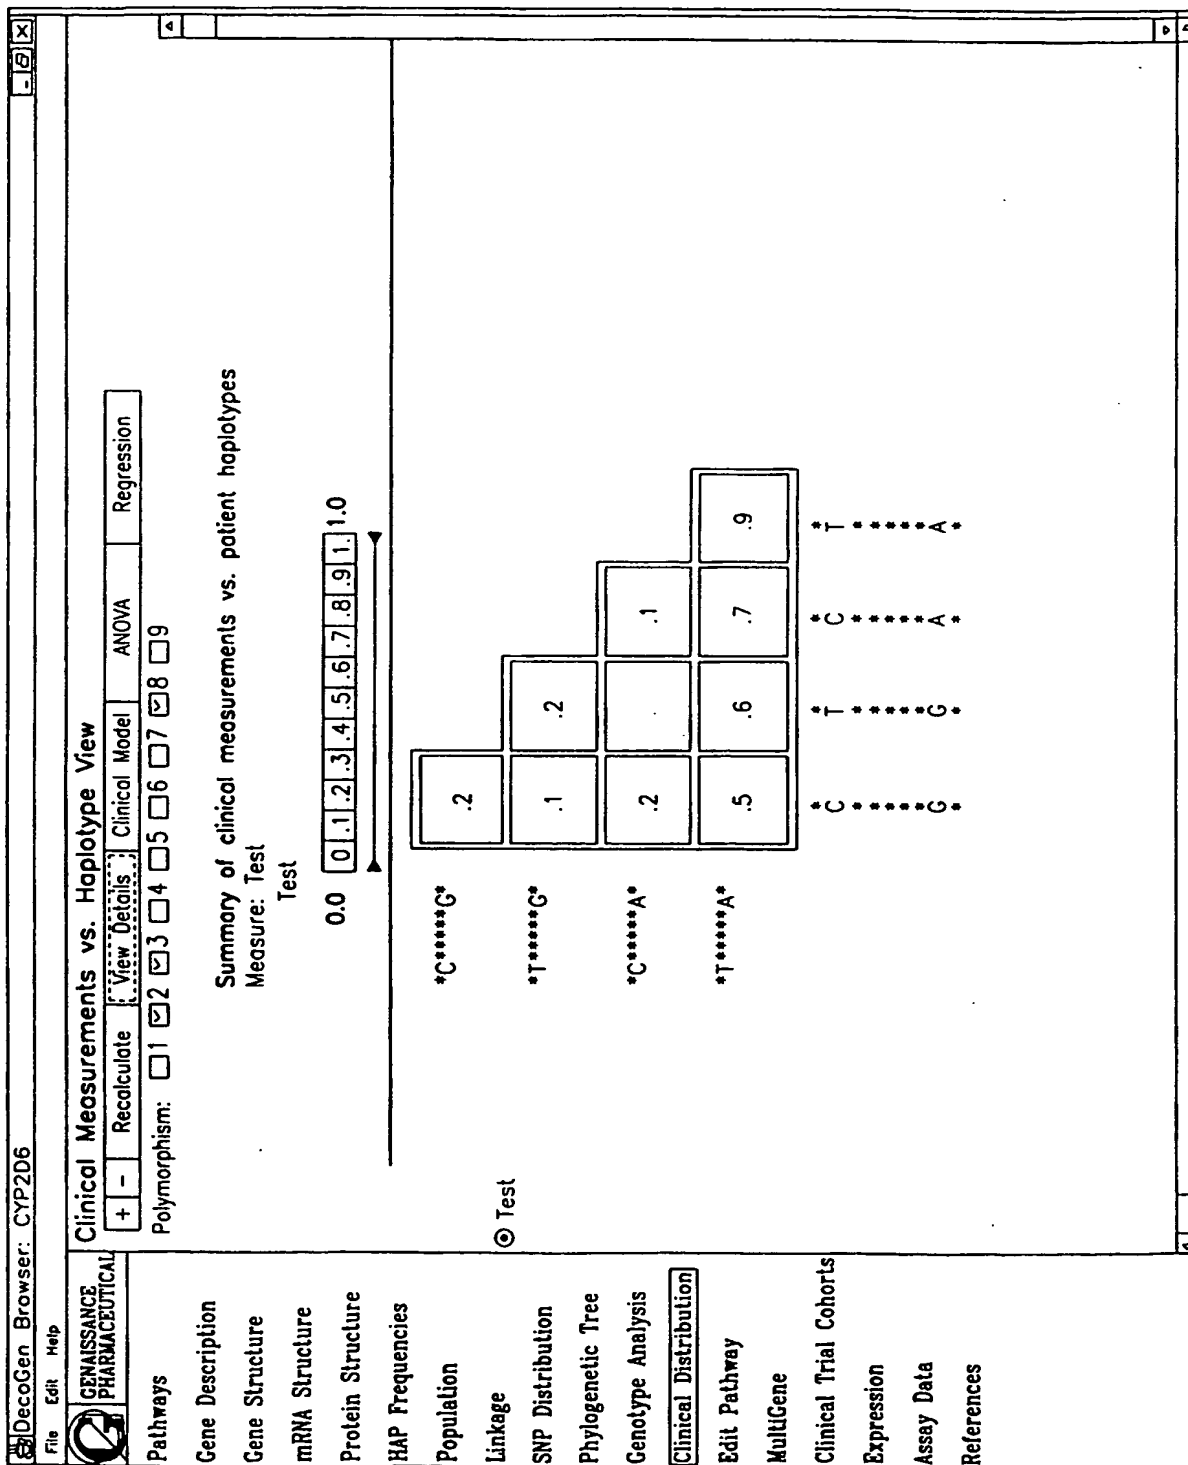 DecoGen Browser: CYP2D6
File Edit Help
GENAISSANCE
PHARMACEUTICAL
Pathways
Gene Description
Gene Structure
mRNA Structure
Protein Structure
HAP Frequencies
Population
Linkage
SNP Distribution
Phylogenetic Tree
Genotype Analysis
Clinical Distribution
Edit Pathway
MultiGene
Clinical Trial Cohorts
Expression
Assay Data
References
Clinical Measurements vs. Haplotype View
+ - Recalculate View Details Clinical Model ANOVA Regression
Polymorphism: 1 2 3 4 5 6 7 8 9
Summary of clinical measurements vs. patient haplotypes
Measure: Test
Test
0.0 0 .1 .2 .3 .4 .5 .6 .7 .8 .9 1. 1.0
Test
*C*****G* .2
*T*****G* .1 .2
*C*****A* .2 .1
*T*****A* .5 .6 .7 .9
*C*****G* *T*****G* *C*****A* *T*****A*